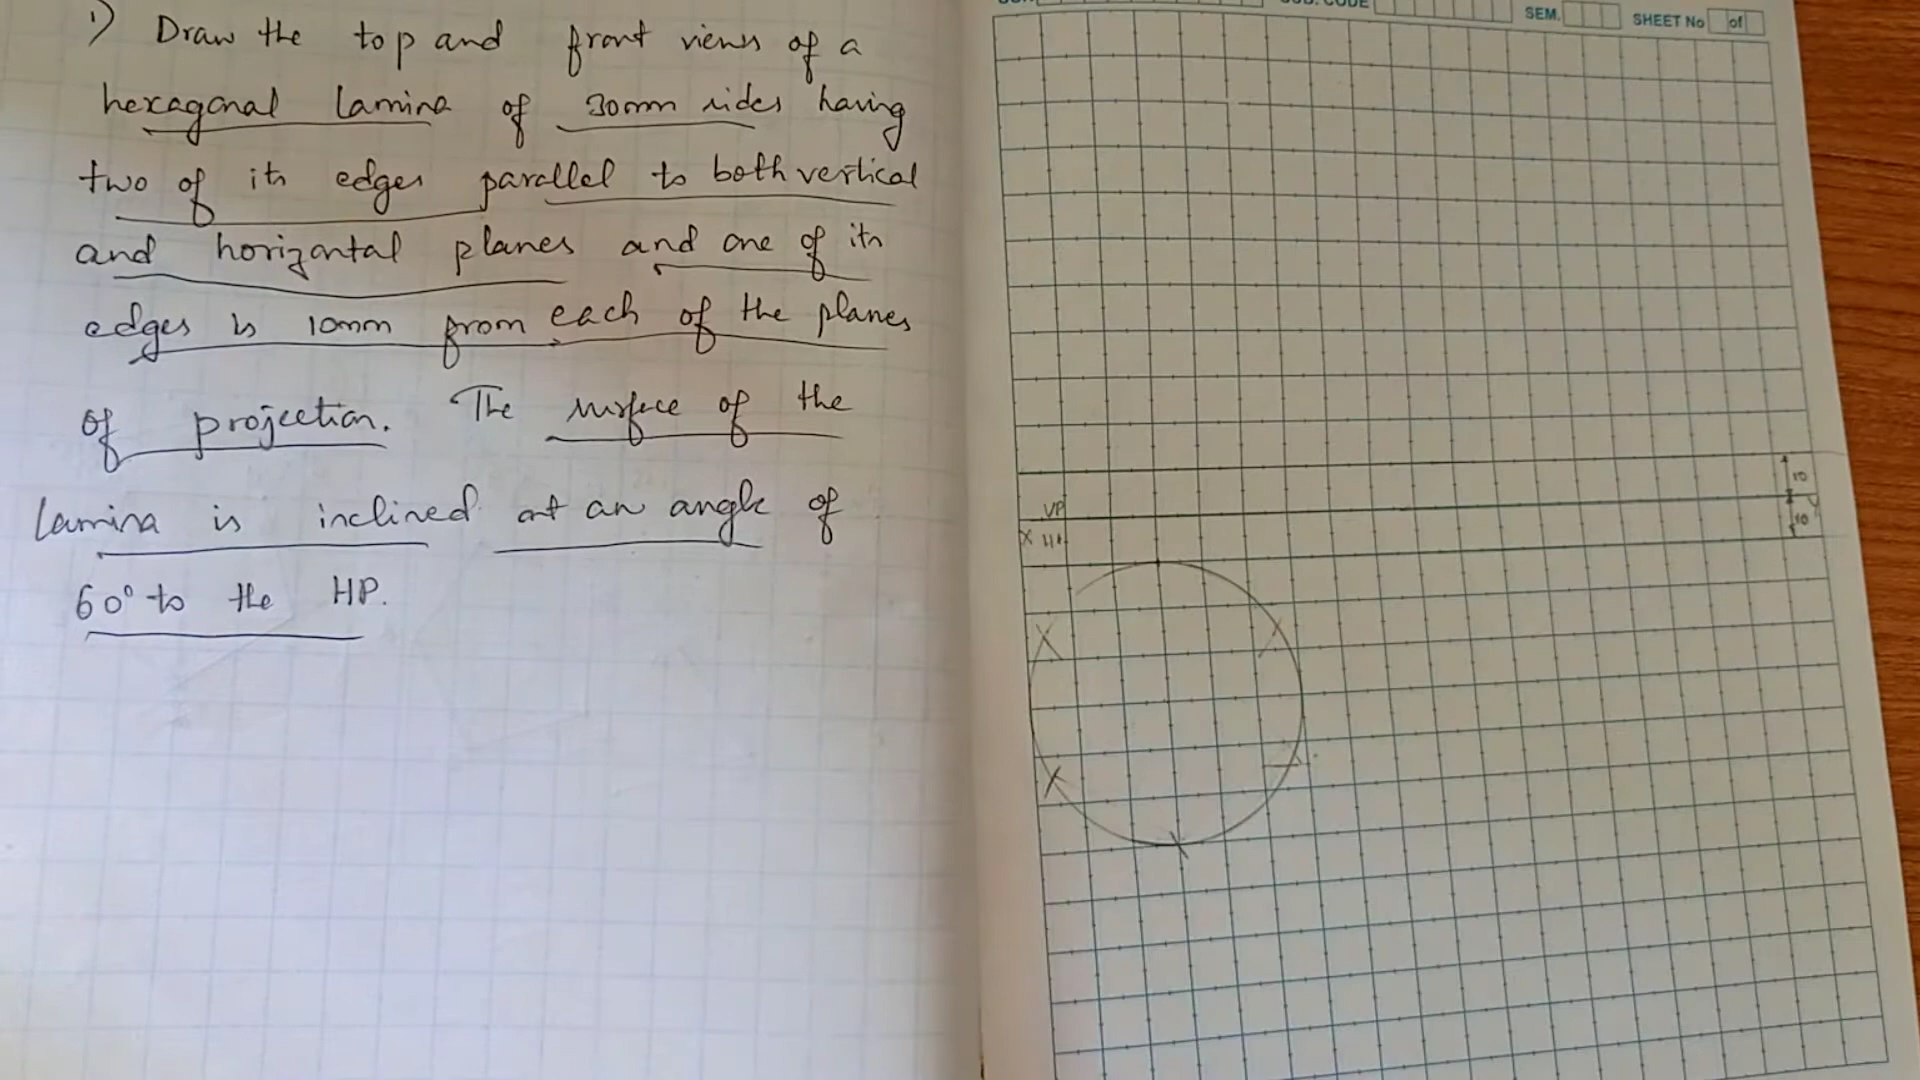 1) Draw the top and front views of a
hexagonal lamina of 30mm sides having
two of its edges parallel to both vertical
and horizontal planes and one of its
edges is 10mm from each of the planes
of projection. The surface of the
lamina is inclined at an angle of
60° to the HP.
SEM. SHEET No of
10
VP
10
X HP